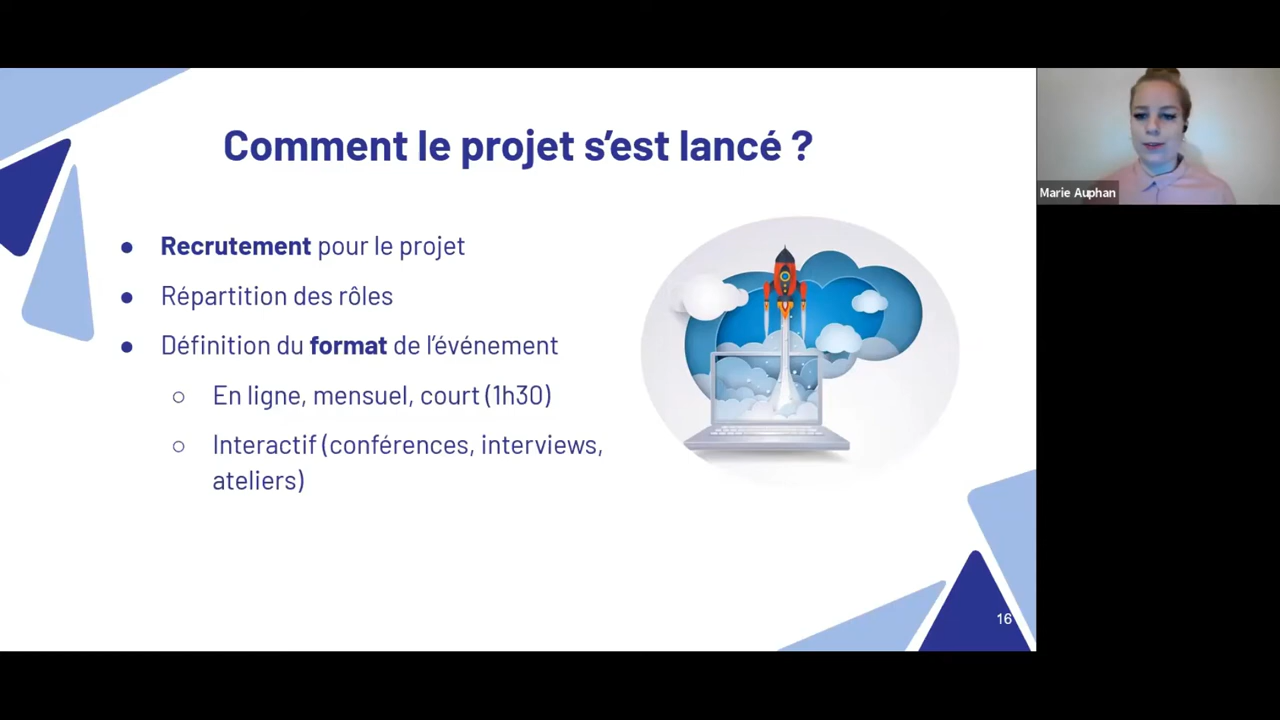 Comment le projet s'est lancé ?
Marie Auphan
● Recrutement pour le projet
● Répartition des rôles
● Définition du format de l'événement
○ En ligne, mensuel, court (1h30)
○ Interactif (conférences, interviews,
ateliers)
16